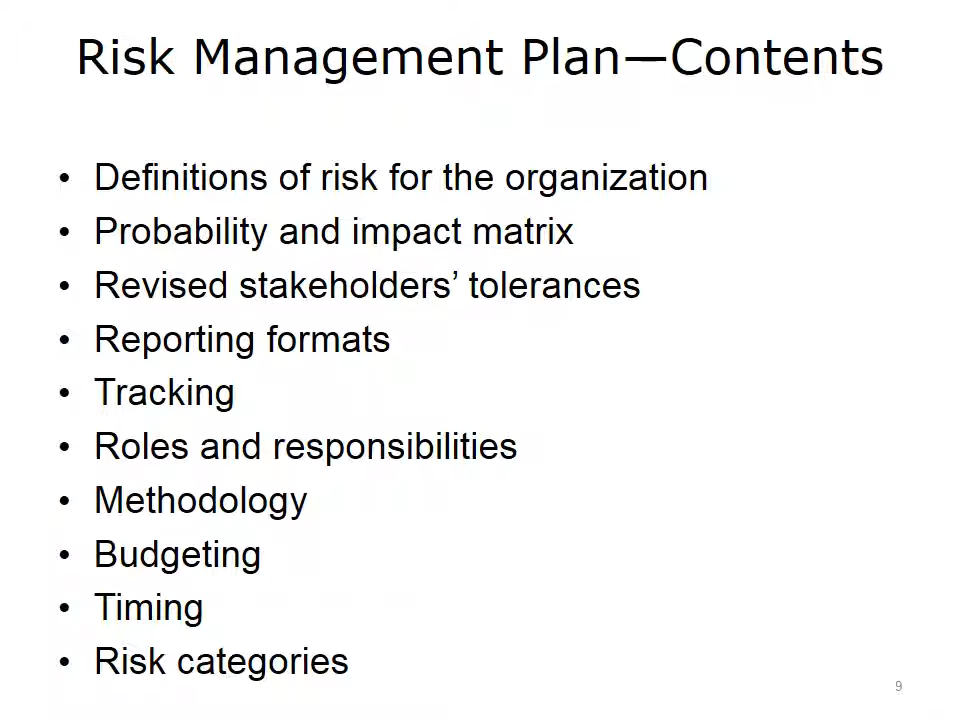 Risk Management Plan—Contents
• Definitions of risk for the organization
• Probability and impact matrix
• Revised stakeholders’ tolerances
• Reporting formats
• Tracking
• Roles and responsibilities
• Methodology
• Budgeting
• Timing
• Risk categories
9